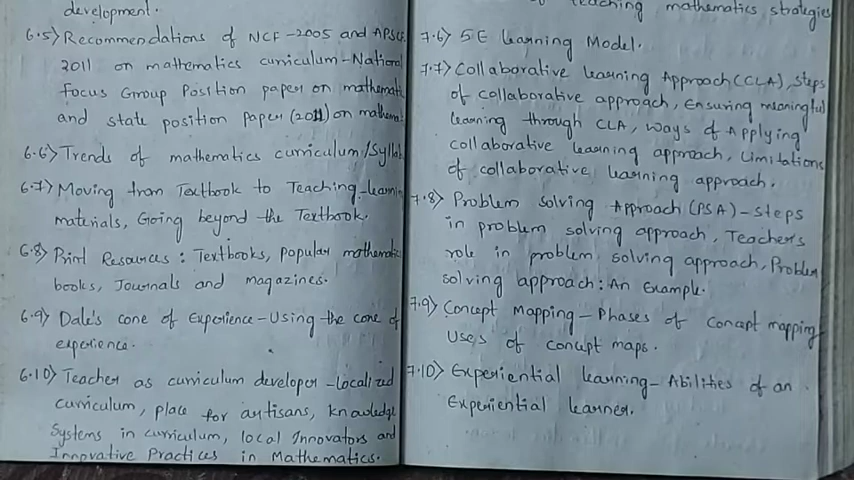 development.
6.5) Recommendations of NCF-2005 and APSCF
2011 on mathematics curriculum-National
Focus Group Position paper on mathemati
and state position paper (2011) on mathema
6.6) Trends of mathematics curriculum/Syllab
6.7) Moving from Textbook to Teaching-learnin
materials, Going beyond the Textbook.
6.8) Print Resources: Textbooks, popular mathematic
books, Journals and magazines.
6.9) Dale's cone of Experience-Using the cone of
experience.
6.10) Teacher as curriculum developer-Localized
curriculum, place for artisans, knowledge
Systems in curriculum, local Innovators and
Innovative Practices in Mathematics.
teaching mathematics strategies
7.6) 5E learning Model.
7.7) Collaborative learning Approach (CLA), Steps
of collaborative approach, Ensuring meaningful
learning through CLA, Ways of Applying
collaborative learning approach, Limitations
of collaborative learning approach.
7.8) Problem Solving Approach (PSA)-steps
in problem solving approach, Teacher's
role in problem solving approach, Problem
solving approach: An Example.
7.9) Concept Mapping-Phases of concept mapping
Uses of concept maps.
7.10) Experiential learning-Abilities of an
Experiential learner.